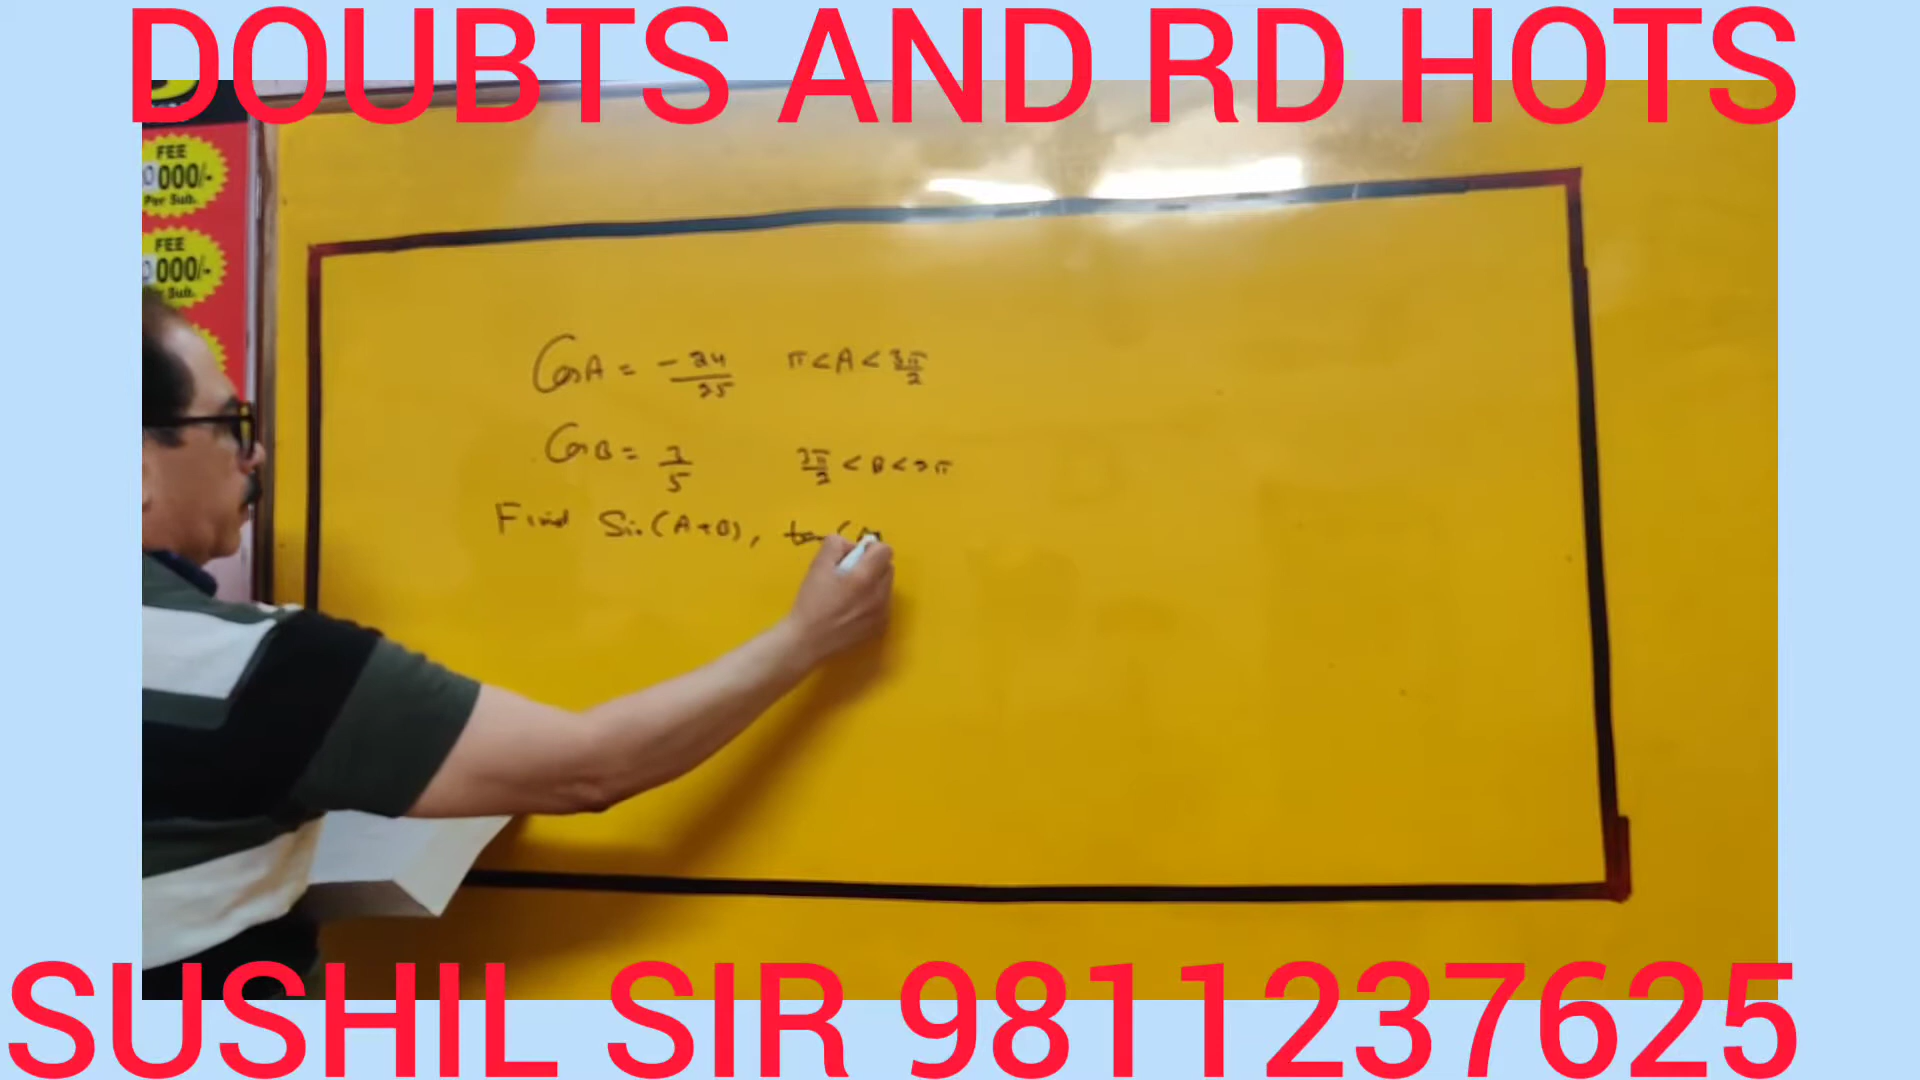 DOUBTS AND RD HOTS
FEE
000/-
Per Sub.
FEE
000/-
Sub.
CosA = -24/25 π<A<3π/2
CosB = 3/5 3π/2 <B<2π
Find Sin(A+B), tan(A
SUSHIL SIR 9811237625